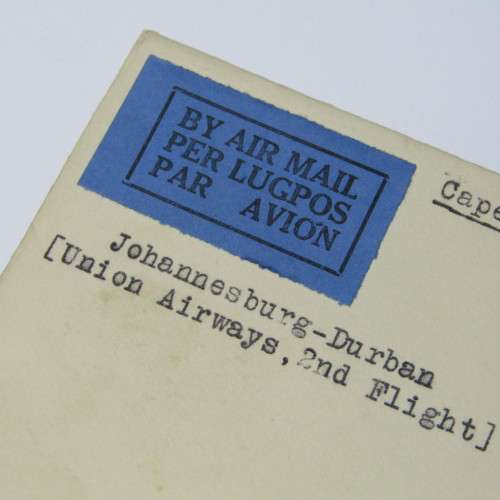 BY AIR MAIL
PER LUGPOS
PAR AVION
Cape
Johannesburg-Durban
[Union Airways, 2nd Flight]